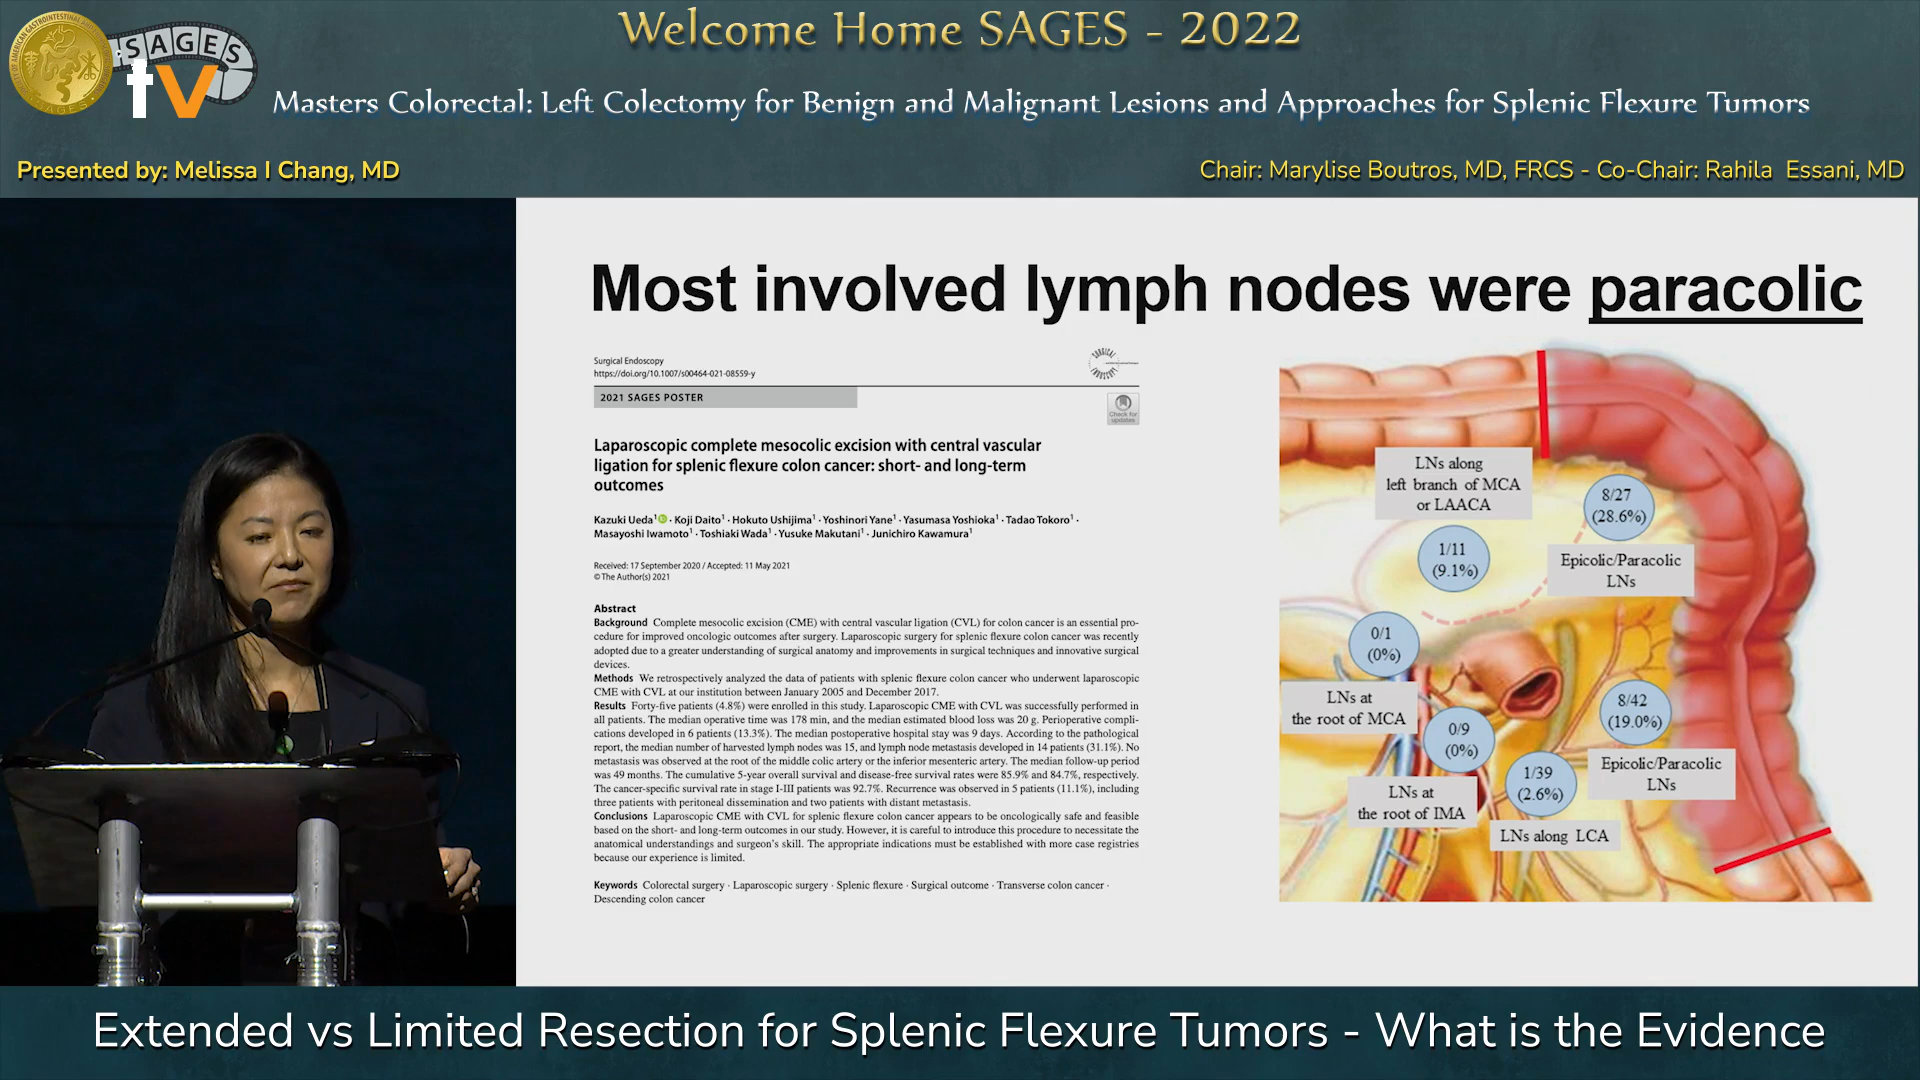 Welcome Home SAGES - 2022
SAGES
tv
Masters Colorectal: Left Colectomy for Benign and Malignant Lesions and Approaches for Splenic Flexure Tumors
Presented by: Melissa I Chang, MD
Chair: Marylise Boutros, MD, FRCS - Co-Chair: Rahila Essani, MD
Most involved lymph nodes were paracolic
Surgical Endoscopy
https://doi.org/10.1007/s00464-021-08559-y
2021 SAGES POSTER
Check for
updates
Laparoscopic complete mesocolic excision with central vascular
ligation for splenic flexure colon cancer: short- and long-term
outcomes
Kazuki Ueda1 · Koji Daito1 · Hokuto Ushijima1 · Yoshinori Yane1 · Yasumasa Yoshioka1 · Tadao Tokoro1 ·
Masayoshi Iwamoto1 · Toshiaki Wada1 · Yusuke Makutani1 · Junichiro Kawamura1
Received: 17 September 2020 / Accepted: 11 May 2021
© The Author(s) 2021
Abstract
Background Complete mesocolic excision (CME) with central vascular ligation (CVL) for colon cancer is an essential pro-
cedure for improved oncologic outcomes after surgery. Laparoscopic surgery for splenic flexure colon cancer was recently
adopted due to a greater understanding of surgical anatomy and improvements in surgical techniques and innovative surgical
devices.
Methods We retrospectively analyzed the data of patients with splenic flexure colon cancer who underwent laparoscopic
CME with CVL at our institution between January 2005 and December 2017.
Results Forty-five patients (4.8%) were enrolled in this study. Laparoscopic CME with CVL was successfully performed in
all patients. The median operative time was 178 min, and the median estimated blood loss was 20 g. Perioperative compli-
cations developed in 6 patients (13.3%). The median postoperative hospital stay was 9 days. According to the pathological
report, the median number of harvested lymph nodes was 15, and lymph node metastasis developed in 14 patients (31.1%). No
metastasis was observed at the root of the middle colic artery or the inferior mesenteric artery. The median follow-up period
was 49 months. The cumulative 5-year overall survival and disease-free survival rates were 85.9% and 84.7%, respectively.
The cancer-specific survival rate in stage I-III patients was 92.7%. Recurrence was observed in 5 patients (11.1%), including
three patients with peritoneal dissemination and two patients with distant metastasis.
Conclusions Laparoscopic CME with CVL for splenic flexure colon cancer appears to be oncologically safe and feasible
based on the short- and long-term outcomes in our study. However, it is careful to introduce this procedure to necessitate the
anatomical understandings and surgeon's skill. The appropriate indications must be established with more case registries
because our experience is limited.
Keywords Colorectal surgery · Laparoscopic surgery · Splenic flexure · Surgical outcome · Transverse colon cancer ·
Descending colon cancer
LNs along
left branch of MCA
or LAACA
8/27
(28.6%)
1/11
(9.1%)
Epicolic/Paracolic
LNs
0/1
(0%)
LNs at
the root of MCA
8/42
(19.0%)
0/9
(0%)
Epicolic/Paracolic
LNs
1/39
(2.6%)
LNs at
the root of IMA
LNs along LCA
Extended vs Limited Resection for Splenic Flexure Tumors - What is the Evidence